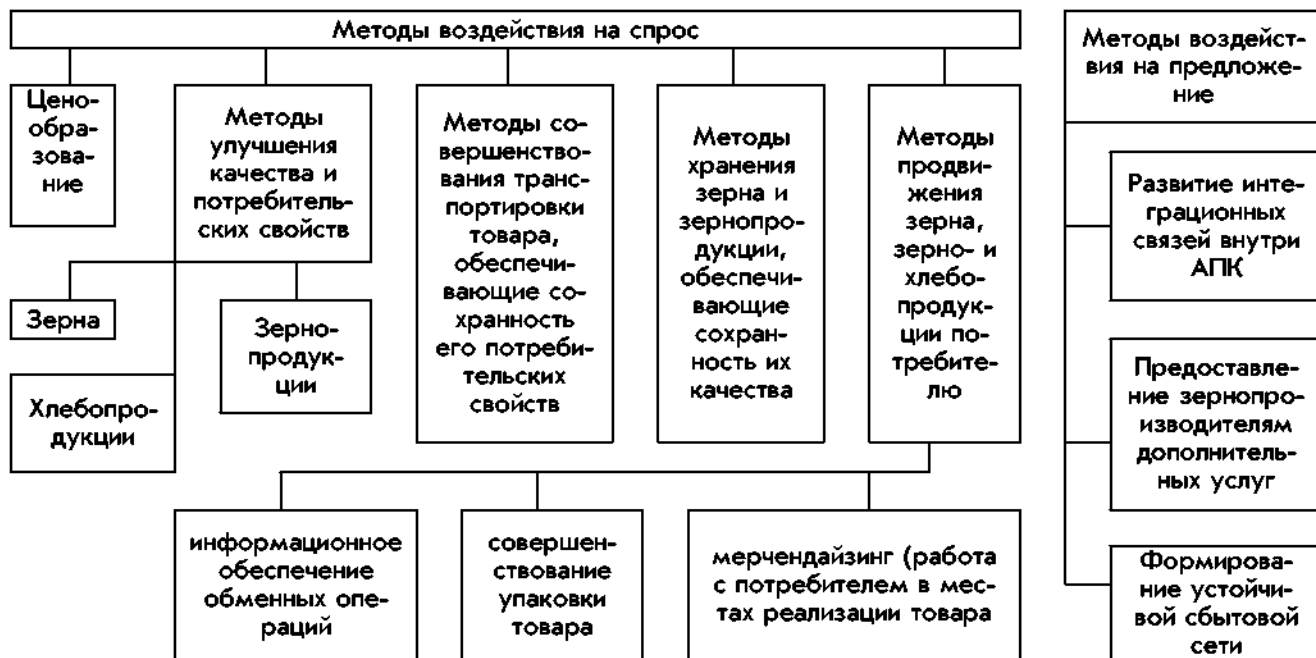 Методы воздействия на спрос
Цено-
обра-
зова-
ние
Методы
улучшения
качества и
потребитель-
ских свойств
Зерна
Зерно-
продук-
ции
Хлебопро-
дукции
Методы со-
вершенство-
вания транс-
портировки
товара,
обеспечи-
вающие со-
хранность
его потреби-
тельских
свойств
Методы
хранения
зерна и
зернопро-
дукции,
обеспечи-
вающие
сохран-
ность их
качества
Методы
продви-
жения
зерна,
зерно- и
хлебо-
продук-
ции по-
требите-
лю
информационное
обеспечение
обменных опе-
раций
совершен-
ствование
упаковки
товара
мерчендайзинг (работа
с потребителем в мес-
тах реализации товара
Методы воздейст-
вия на предложе-
ние
Развитие инте-
грационных
связей внутри
АПК
Предоставле-
ние зернопро-
изводителям
дополнитель-
ных услуг
Формирова-
ние устойчи-
вой сбытовой
сети